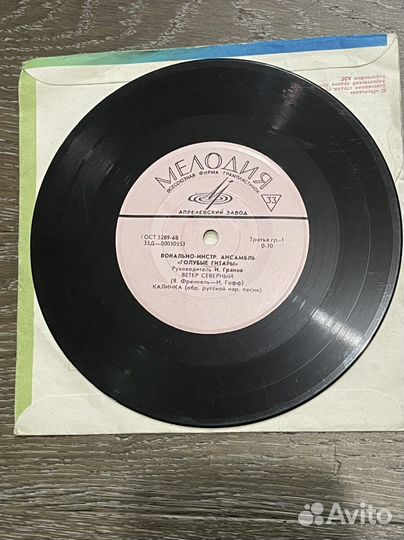 МЕЛОДИЯ
ВСЕСОЮЗНАЯ ФИРМА ГРАМПЛАСТИНОК
33
АПРЕЛЕВСКИЙ ЗАВОД
ГОСТ 5289-68
33Д—00030553
Третья гр.-1
0-70
ВОКАЛЬНО-ИНСТР. АНСАМБЛЬ
«ГОЛУБЫЕ ГИТАРЫ»
Руководитель И. Гранов
ВЕТЕР СЕВЕРНЫЙ
(Я. Френкель—И. Гофф)
КАЛИНКА (обр. русской нар. песни)
Avito